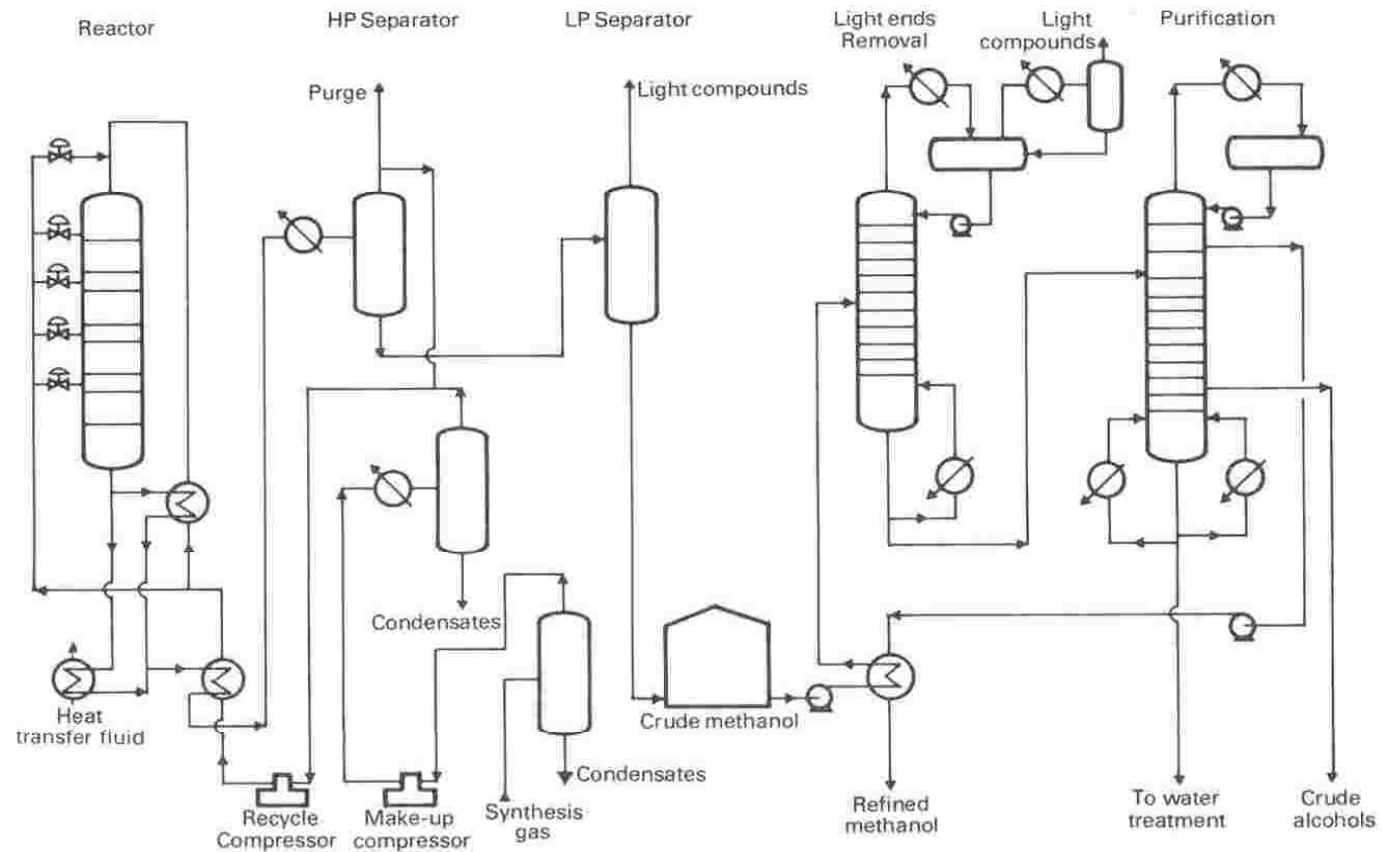 Reactor
HP Separator
LP Separator
Light ends
Removal
Light
compounds
Purification
Purge
Light compounds
Condensates
Heat
transfer fluid
Crude methanol
Condensates
Recycle
Compressor
Make-up
compressor
Synthesis
gas
Refined
methanol
To water
treatment
Crude
alcohols